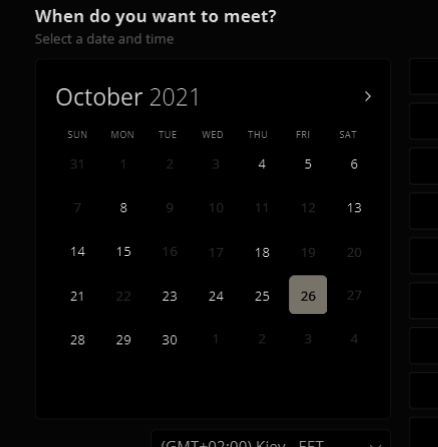 When do you want to meet?
Select a date and time
October 2021
SUN MON TUE WED THU FRI SAT
31 1 2 3 4 5 6
7 8 9 10 11 12 13
14 15 16 17 18 19 20
21 22 23 24 25 26 27
28 29 30 1 2 3 4
(GMT+02:00) Kiev - EET